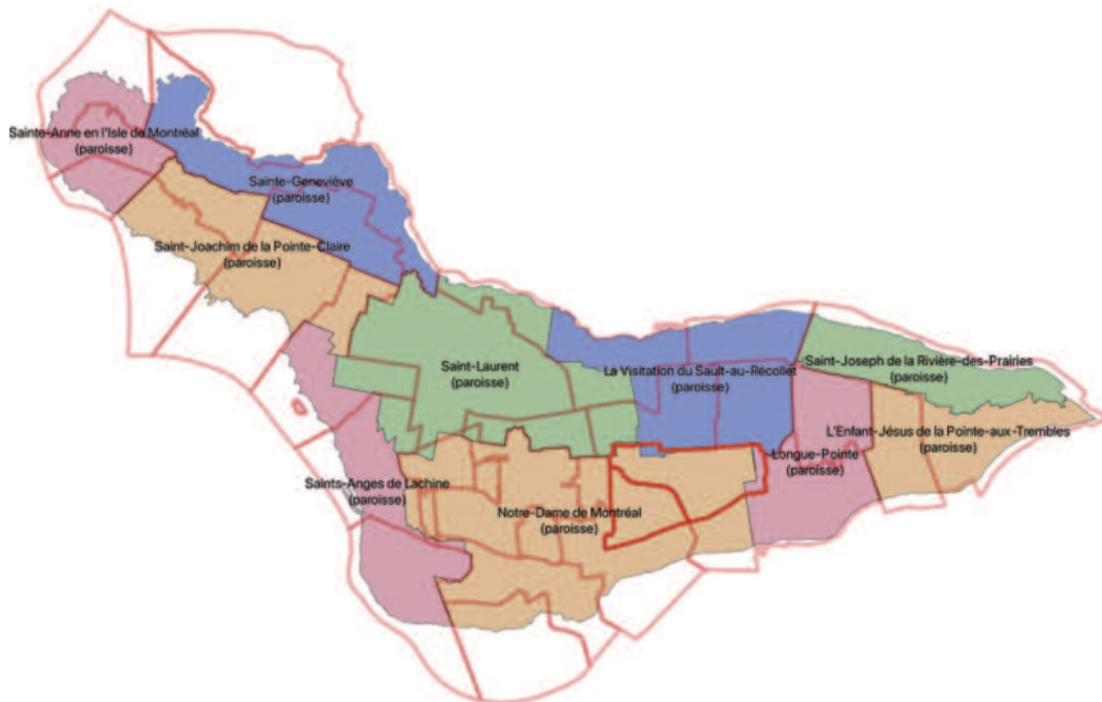 Sainte-Anne en l'Isle de Montréal
(paroisse)
Sainte-Geneviève
(paroisse)
Saint-Joachim de la Pointe-Claire
(paroisse)
Saint-Laurent
(paroisse)
La Visitation du Sault-au-Récollet
(paroisse)
Saint-Joseph de la Rivière-des-Prairies
(paroisse)
L'Enfant-Jésus de la Pointe-aux-Trembles
(paroisse)
Longue-Pointe
(paroisse)
Saints-Anges de Lachine
(paroisse)
Notre-Dame de Montréal
(paroisse)